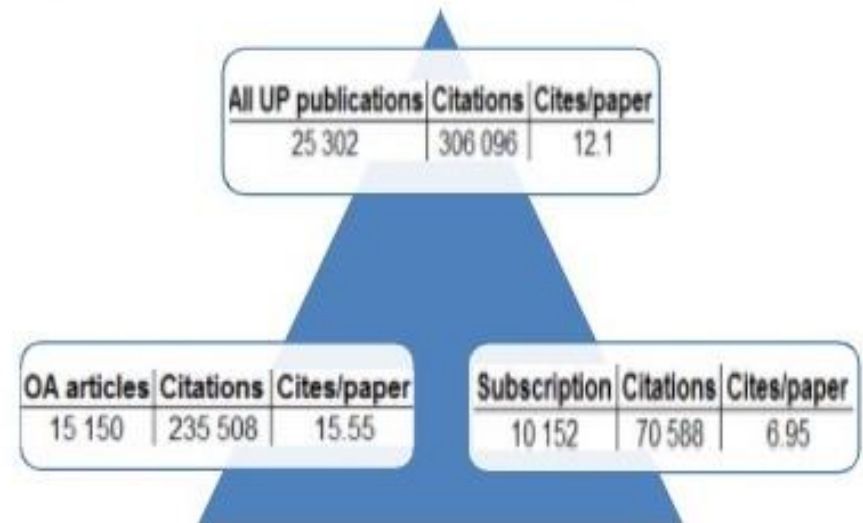 All UP publications Citations Cites/paper
25 302 306 096 12.1
OA articles Citations Cites/paper
15 150 235 508 15.55
Subscription Citations Cites/paper
10 152 70 588 6.95